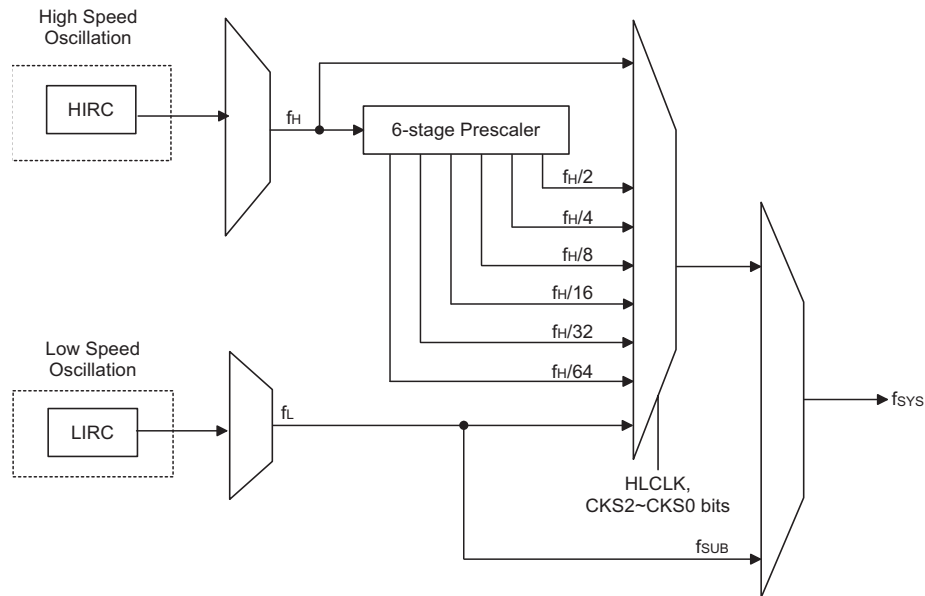 High Speed
Oscillation
HIRC
fH
6-stage Prescaler
fH/2
fH/4
fH/8
fH/16
fH/32
fH/64
Low Speed
Oscillation
LIRC
fL
HLCLK,
CKS2~CKS0 bits
fSUB
fSYS